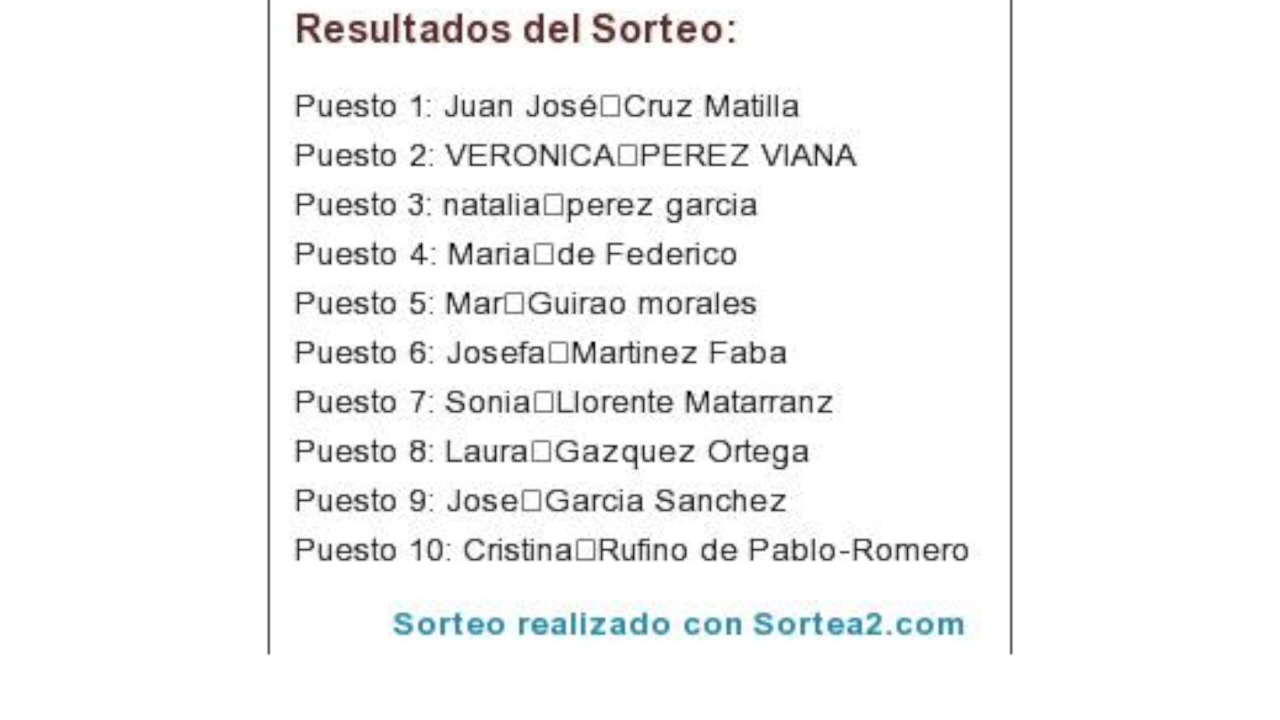 Resultados del Sorteo:
Puesto 1: Juan José□Cruz Matilla
Puesto 2: VERONICA□PEREZ VIANA
Puesto 3: natalia□perez garcia
Puesto 4: Maria□de Federico
Puesto 5: Mar□Guirao morales
Puesto 6: Josefa□Martinez Faba
Puesto 7: Sonia□Llorente Matarranz
Puesto 8: Laura□Gazquez Ortega
Puesto 9: Jose□Garcia Sanchez
Puesto 10: Cristina□Rufino de Pablo-Romero
Sorteo realizado con Sortea2.com